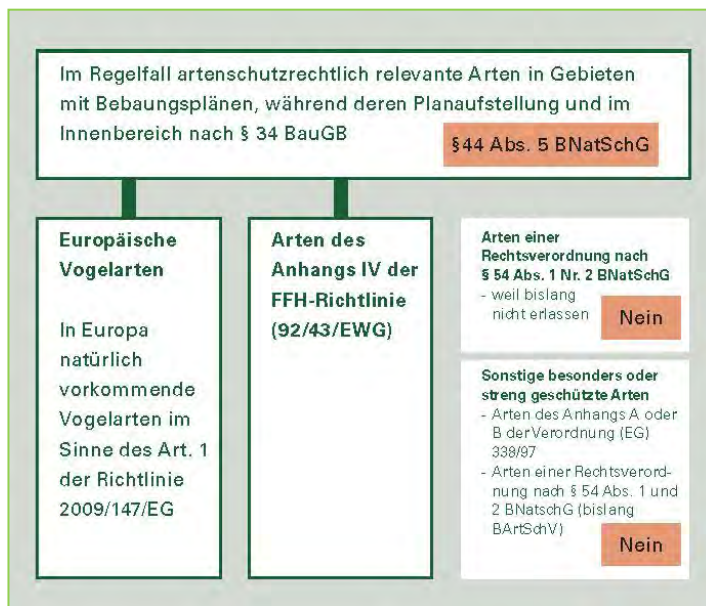 Im Regelfall artenschutzrechtlich relevante Arten in Gebieten
mit Bebaungsplänen, während deren Planaufstellung und im
Innenbereich nach § 34 BauGB
§44 Abs. 5 BNatSchG
Europäische
Vogelarten
In Europa
natürlich
vorkommende
Vogelarten im
Sinne des Art. 1
der Richtlinie
2009/147/EG
Arten des
Anhangs IV der
FFH-Richtlinie
(92/43/EWG)
Arten einer
Rechtsverordnung nach
§ 54 Abs. 1 Nr. 2 BNatSchG
- weil bislang
nicht erlassen
Nein
Sonstige besonders oder
streng geschützte Arten
- Arten des Anhangs A oder
B der Verordnung (EG)
338/97
- Arten einer Rechtsverord-
nung nach § 54 Abs. 1 und
2 BNatschG (bislang
BArtSchV)
Nein